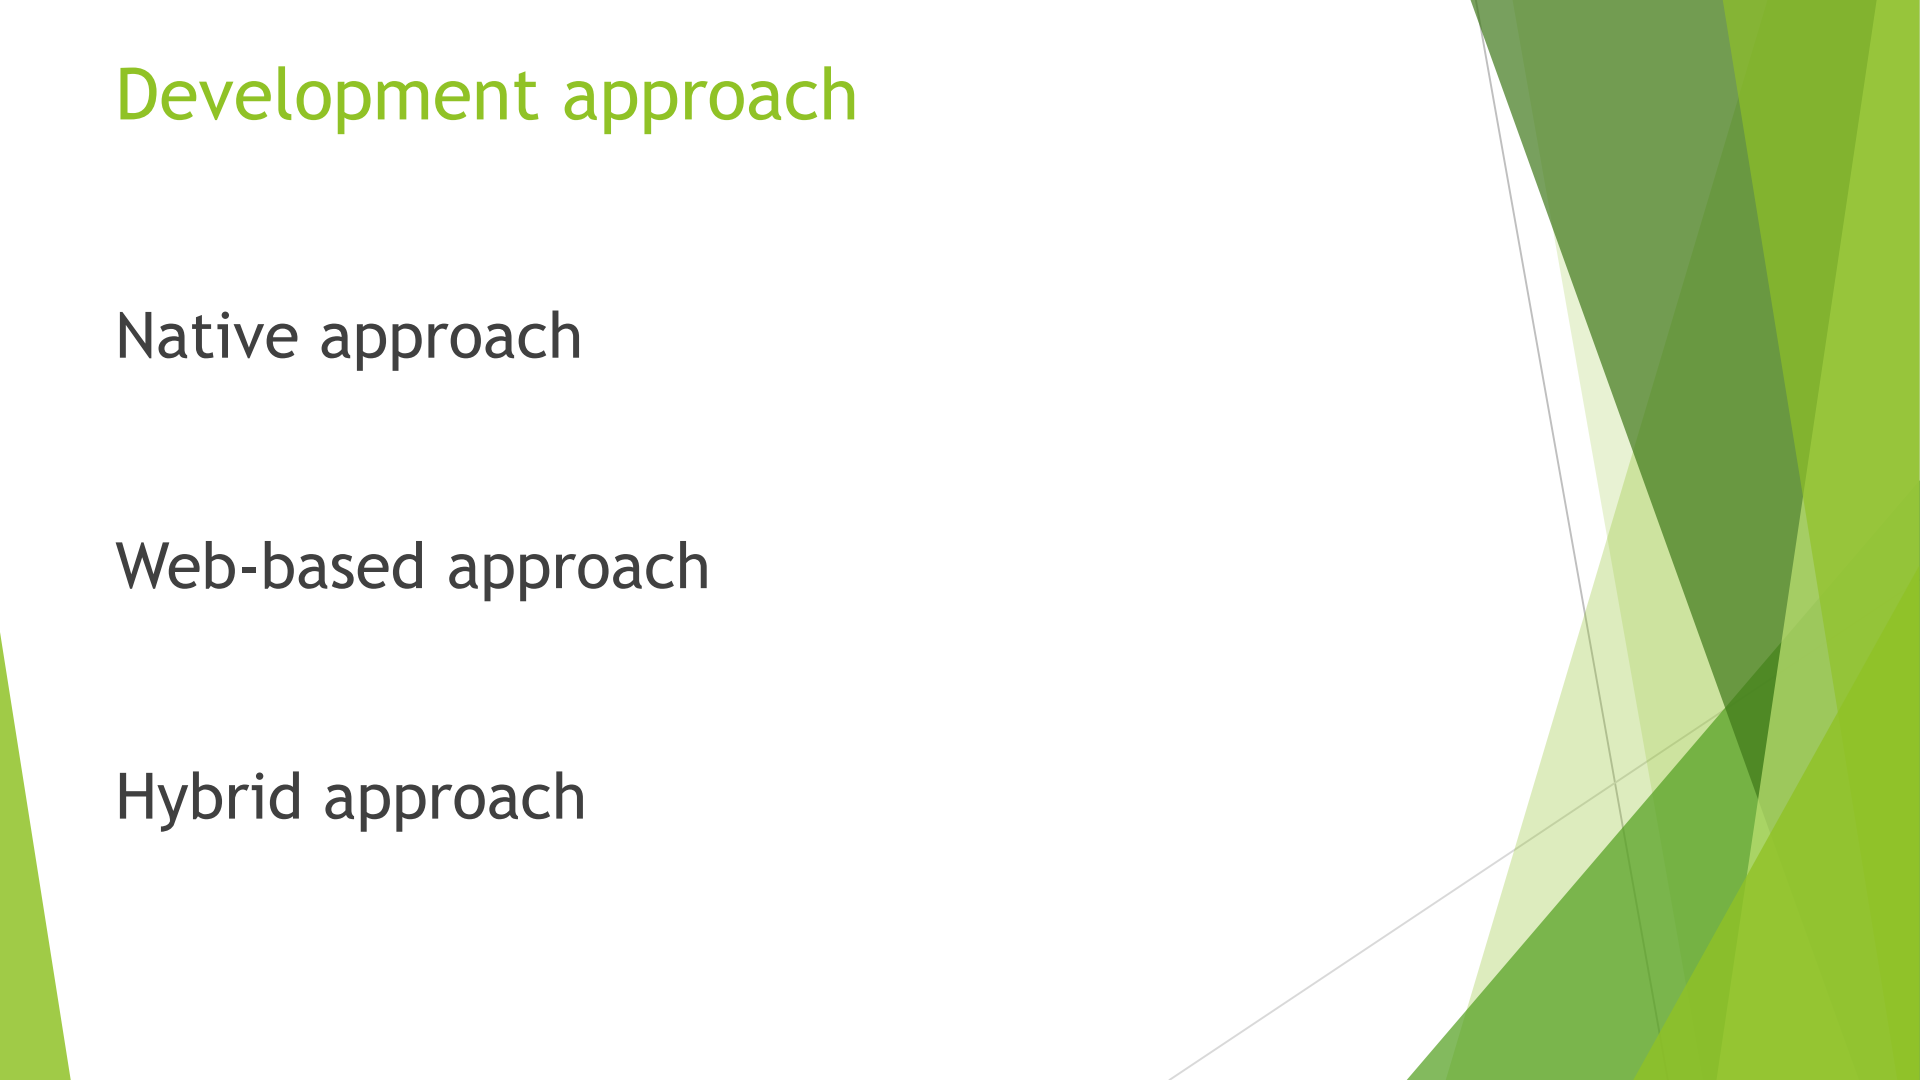 Development approach
Native approach
Web-based approach
Hybrid approach